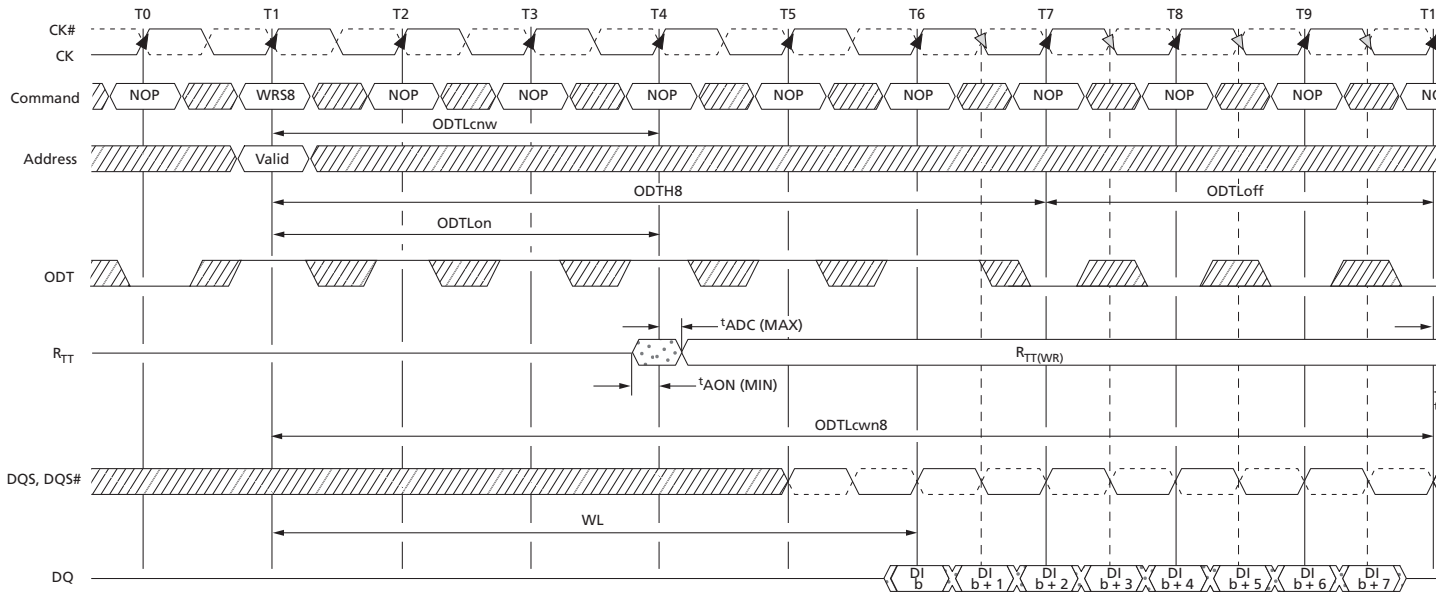 T0 T1 T2 T3 T4 T5 T6 T7 T8 T9 T1
CK#
CK
Command NOP WRS8 NOP NOP NOP NOP NOP NOP NOP NOP
ODTLcnw
Address Valid
ODTH8 ODTLoff
ODTLon
ODT
tADC (MAX)
RTT RTT(WR)
tAON (MIN)
ODTLcwn8
DQS, DQS#
WL
DQ DI b DI b + 1 DI b + 2 DI b + 3 DI b + 4 DI b + 5 DI b + 6 DI b + 7